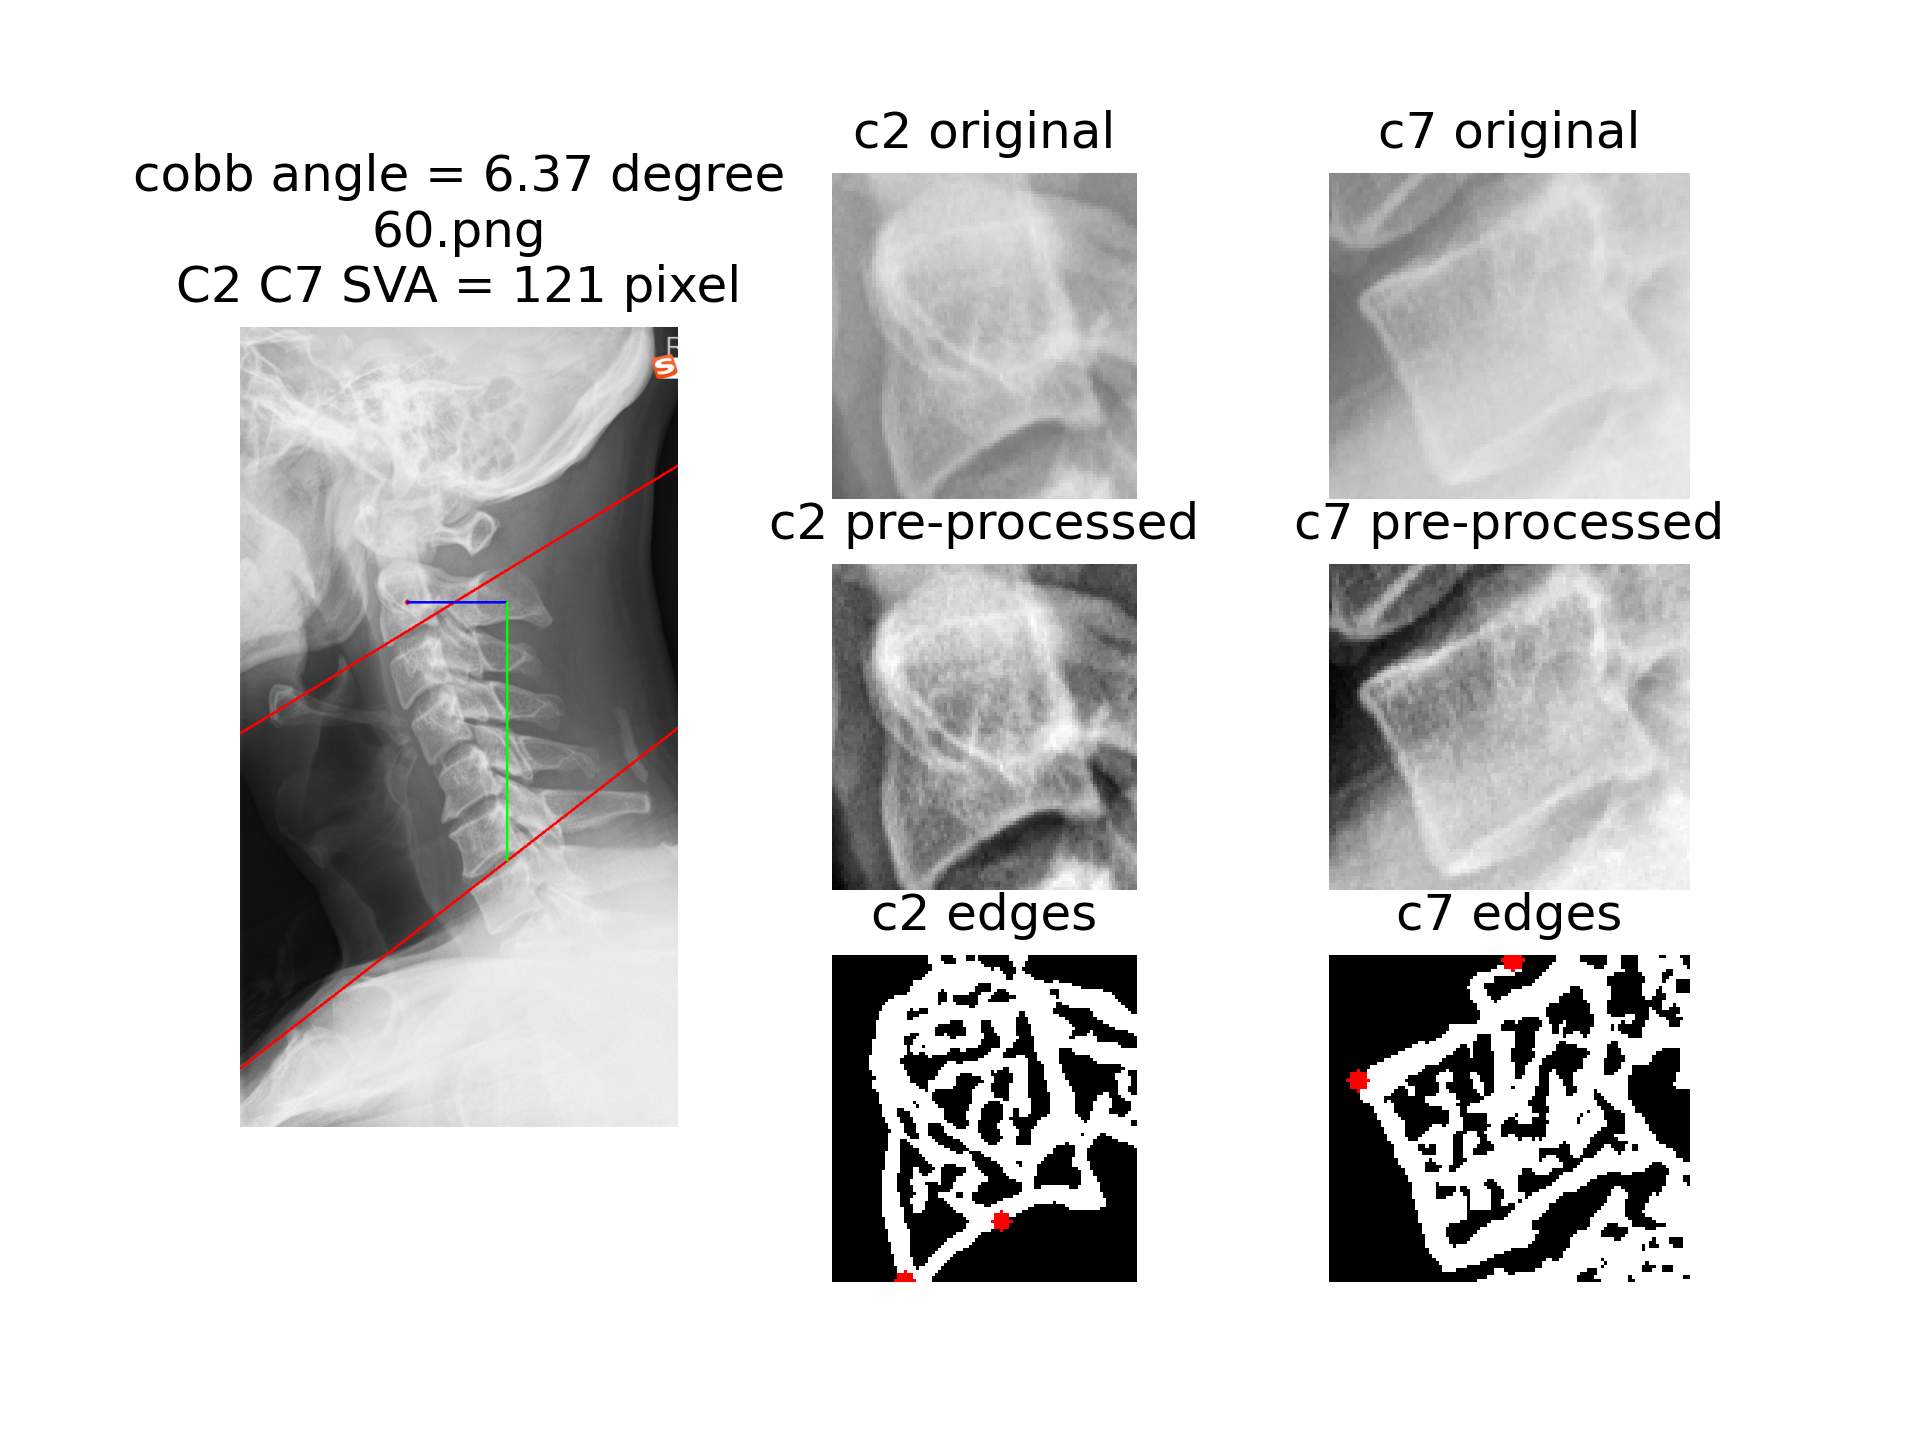 cobb angle = 6.37 degree
60.png
C2 C7 SVA = 121 pixel
c2 original
c7 original
c2 pre-processed
c7 pre-processed
c2 edges
c7 edges